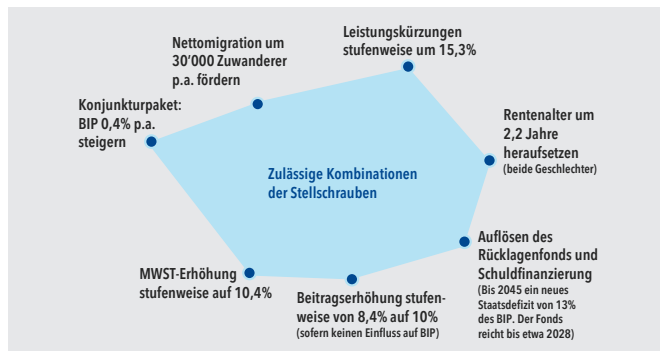 Leistungskürzungen
stufenweise um 15,3%
Nettomigration um
30’000 Zuwanderer
p.a. fördern
Konjunkturpaket:
BIP 0,4% p.a.
steigern
Rentenalter um
2,2 Jahre
heraufsetzen
(beide Geschlechter)
Zulässige Kombinationen
der Stellschrauben
Auflösen des
Rücklagenfonds und
Schuldfinanzierung
(Bis 2045 ein neues
Staatsdefizit von 13%
des BIP. Der Fonds
reicht bis etwa 2028)
MWST-Erhöhung
stufenweise auf 10,4%
Beitragserhöhung stufen-
weise von 8,4% auf 10%
(sofern keinen Einfluss auf BIP)